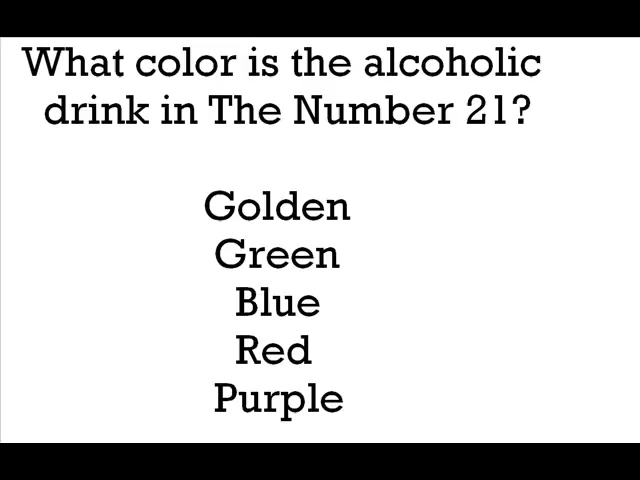 What color is the alcoholic
drink in The Number 21?
Golden
Green
Blue
Red
Purple